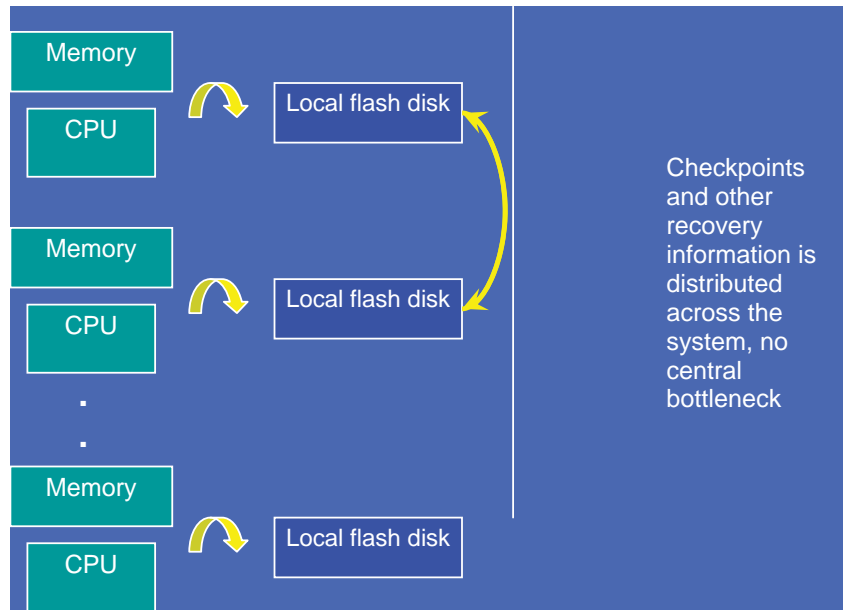 Memory
CPU
Local flash disk
Memory
CPU
Local flash disk
.
.
Memory
CPU
Local flash disk
Checkpoints
and other
recovery
information is
distributed
across the
system, no
central
bottleneck